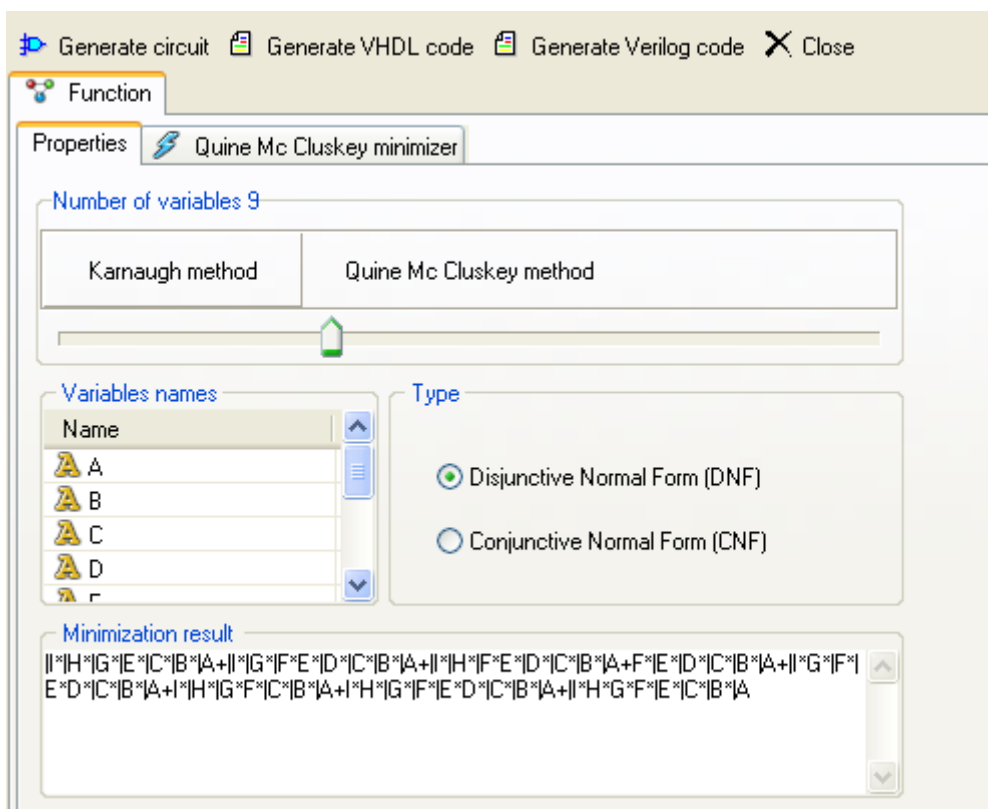 Generate circuit Generate VHDL code Generate Verilog code Close
Function
Properties Quine Mc Cluskey minimizer
Number of variables 9
Karnaugh method Quine Mc Cluskey method
Variables names
Type
Name
A
B
C
D
Disjunctive Normal Form (DNF)
Conjunctive Normal Form (CNF)
Minimization result
|I*|H*|G*|E*|C*|B*|A+|I*|G*|F*E*|D*|C*|B*|A+|I*|H*|F*E*|D*|C*|B*|A+F*|E*|D*|C*|B*|A+|I*|G*|F*|
E*D*|C*|B*|A+I*|H*|G*F*|C*|B*|A+I*|H*|G*|F*|E*D*|C*|B*|A+|I*H*G*F*|E*|C*|B*|A